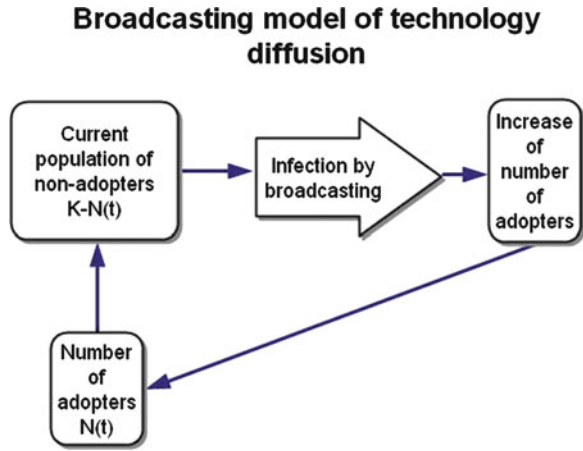 Broadcasting model of technology
diffusion
Current
population of
non-adopters
K-N(t)
Infection by
broadcasting
Increase
of
number
of
adopters
Number
of
adopters
N(t)